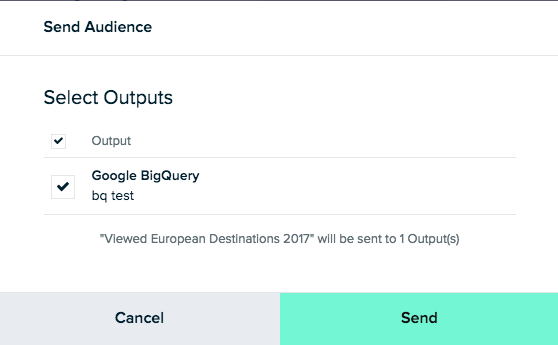 Send Audience
Select Outputs
Output
Google BigQuery
bq test
"Viewed European Destinations 2017" will be sent to 1 Output(s)
Cancel
Send